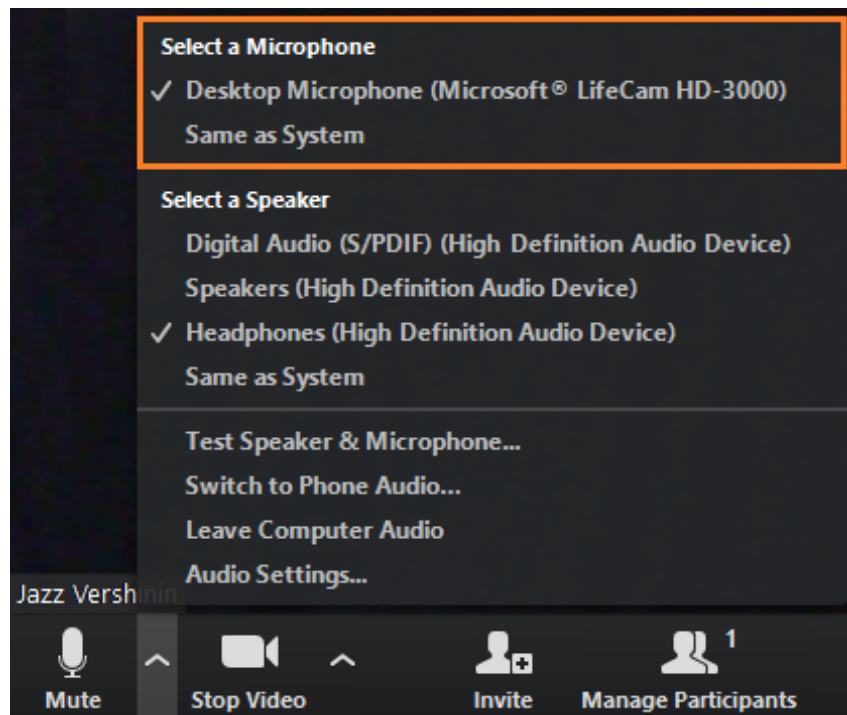 Select a Microphone
Desktop Microphone (Microsoft® LifeCam HD-3000)
Same as System
Select a Speaker
Digital Audio (S/PDIF) (High Definition Audio Device)
Speakers (High Definition Audio Device)
Headphones (High Definition Audio Device)
Same as System
Test Speaker & Microphone...
Switch to Phone Audio...
Leave Computer Audio
Audio Settings...
Jazz Vershinin
1
Mute Stop Video Invite Manage Participants